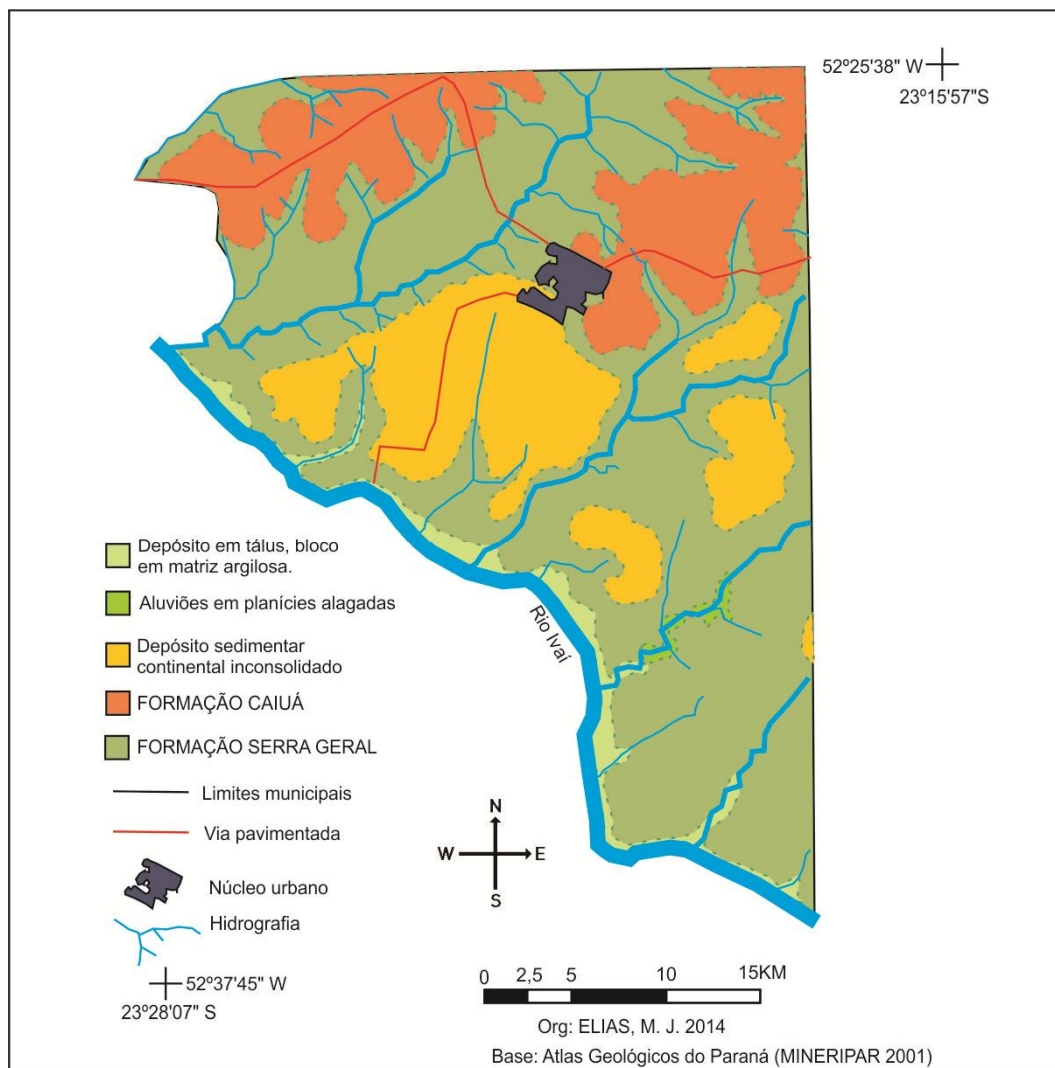 52º25'38" W
23º15'57"S
Rio Ivaí
Depósito em tálus, bloco
em matriz argilosa.
Aluviões em planícies alagadas
Depósito sedimentar
continental inconsolidado
FORMAÇÃO CAIUÁ
FORMAÇÃO SERRA GERAL
Limites municipais
Via pavimentada
Núcleo urbano
Hidrografia
52º37'45" W
23º28'07" S
N
W E
S
0 2,5 5 10 15KM
Org: ELIAS, M. J. 2014
Base: Atlas Geológicos do Paraná (MINERIPAR 2001)